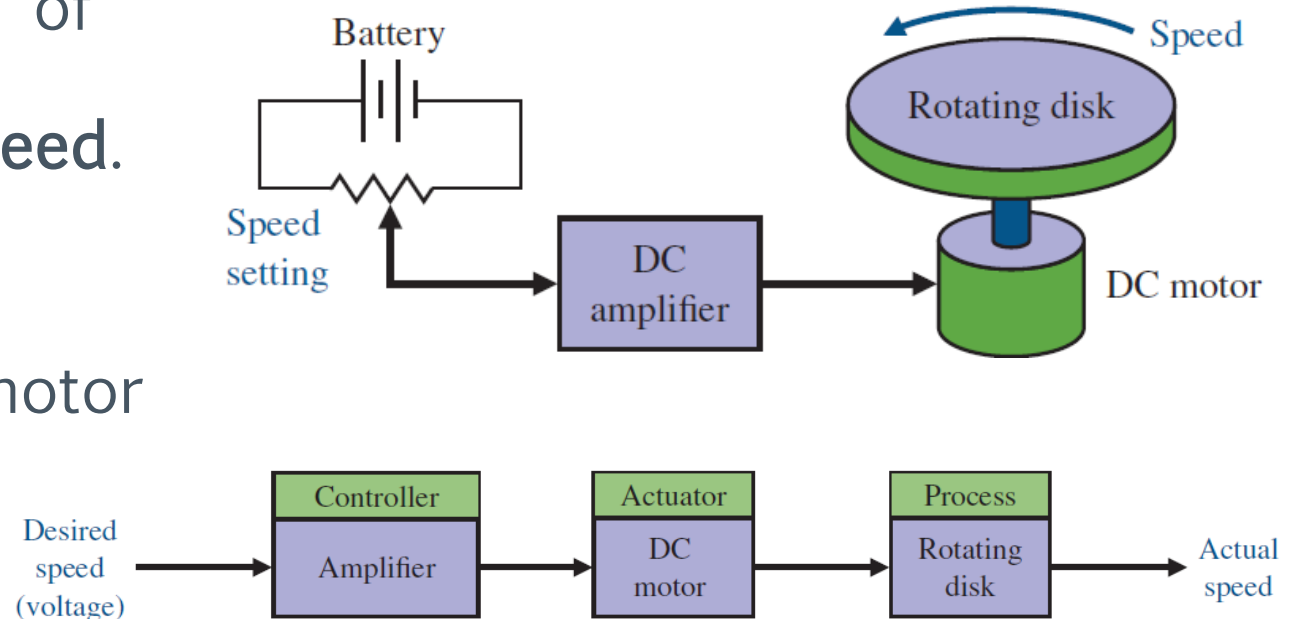 of
eed.
notor
Battery
Speed
Rotating disk
Speed
setting
DC
amplifier
DC motor
Controller
Actuator
Process
Desired
speed
(voltage)
Amplifier
DC
motor
Rotating
disk
Actual
speed